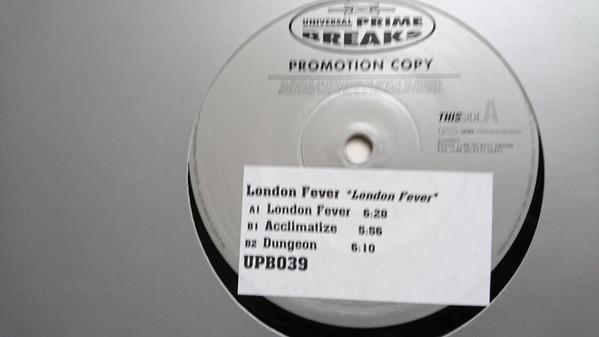 UNIVERSAL PRIME
BREAKS
PROMOTION COPY
THIS SIDE A
London Fever "London Fever"
A1 London Fever 6:28
B1 Acclimatize 5:56
B2 Dungeon 6:10
UPB039